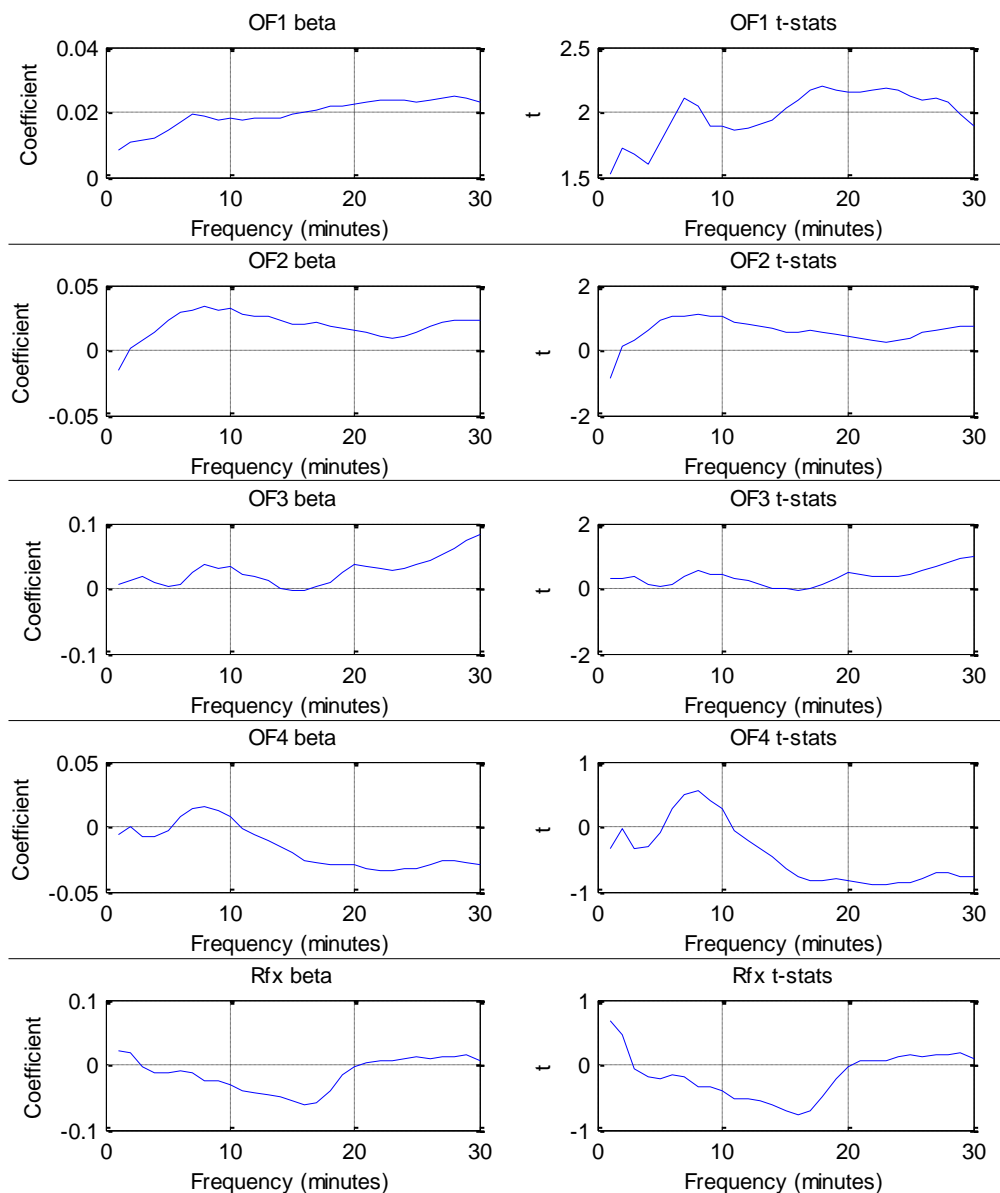 OF1 beta
0.04
0.02
0
Coefficient
0 10 20 30
Frequency (minutes)
OF1 t-stats
2.5
2
1.5
t
0 10 20 30
Frequency (minutes)
OF2 beta
0.05
0
-0.05
Coefficient
0 10 20 30
Frequency (minutes)
OF2 t-stats
2
0
-2
t
0 10 20 30
Frequency (minutes)
OF3 beta
0.1
0
-0.1
Coefficient
0 10 20 30
Frequency (minutes)
OF3 t-stats
2
0
-2
t
0 10 20 30
Frequency (minutes)
OF4 beta
0.05
0
-0.05
Coefficient
0 10 20 30
Frequency (minutes)
OF4 t-stats
1
0
-1
t
0 10 20 30
Frequency (minutes)
Rfx beta
0.1
0
-0.1
Coefficient
0 10 20 30
Frequency (minutes)
Rfx t-stats
1
0
-1
t
0 10 20 30
Frequency (minutes)